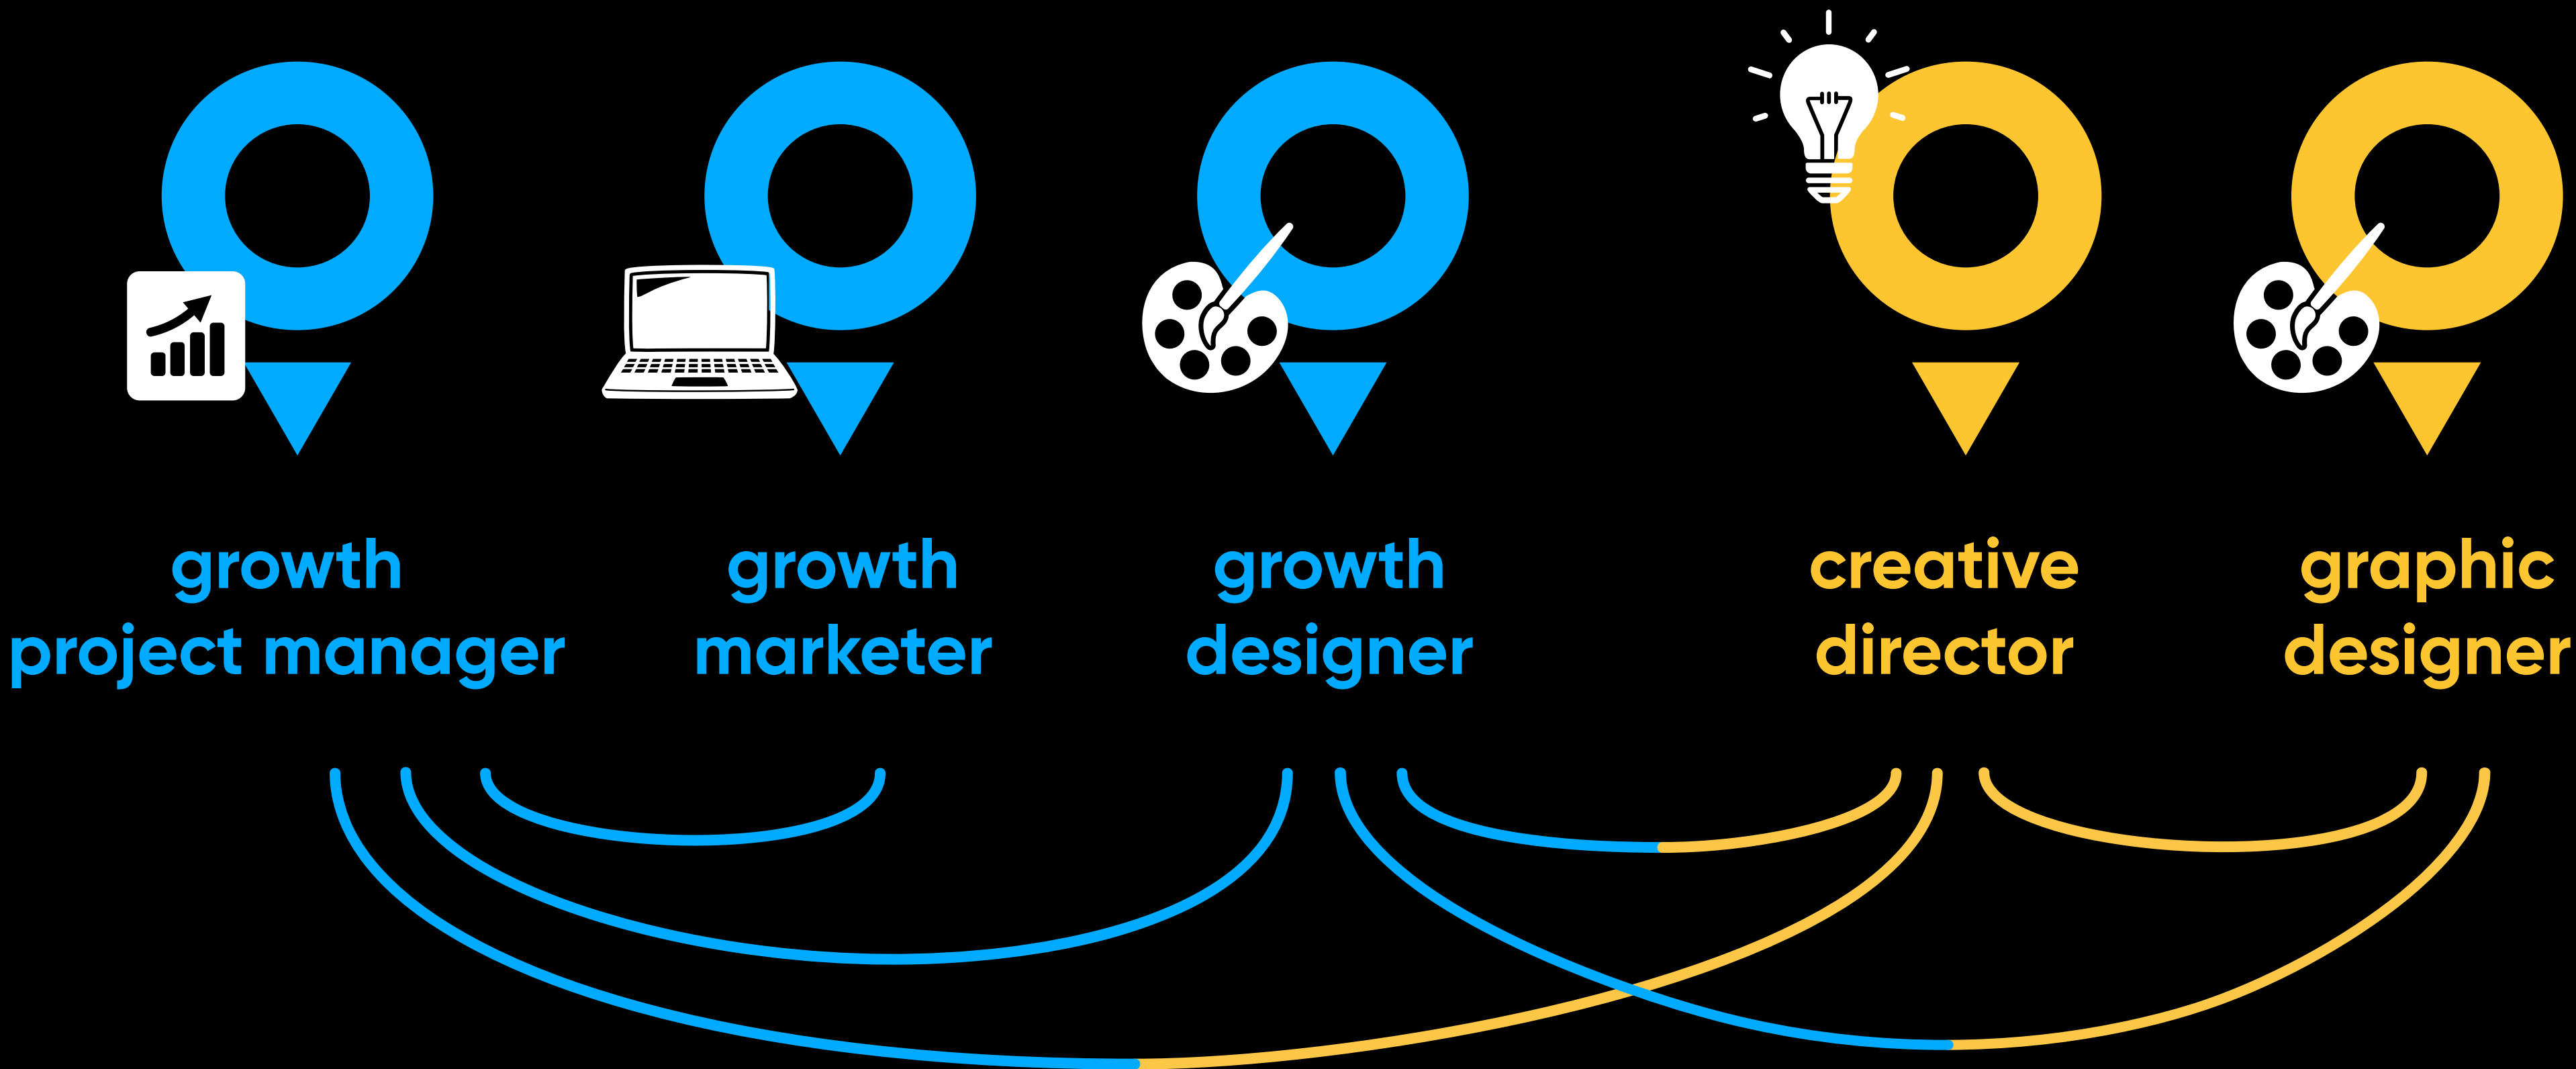 growth
project manager
growth
marketer
growth
designer
creative
director
graphic
designer